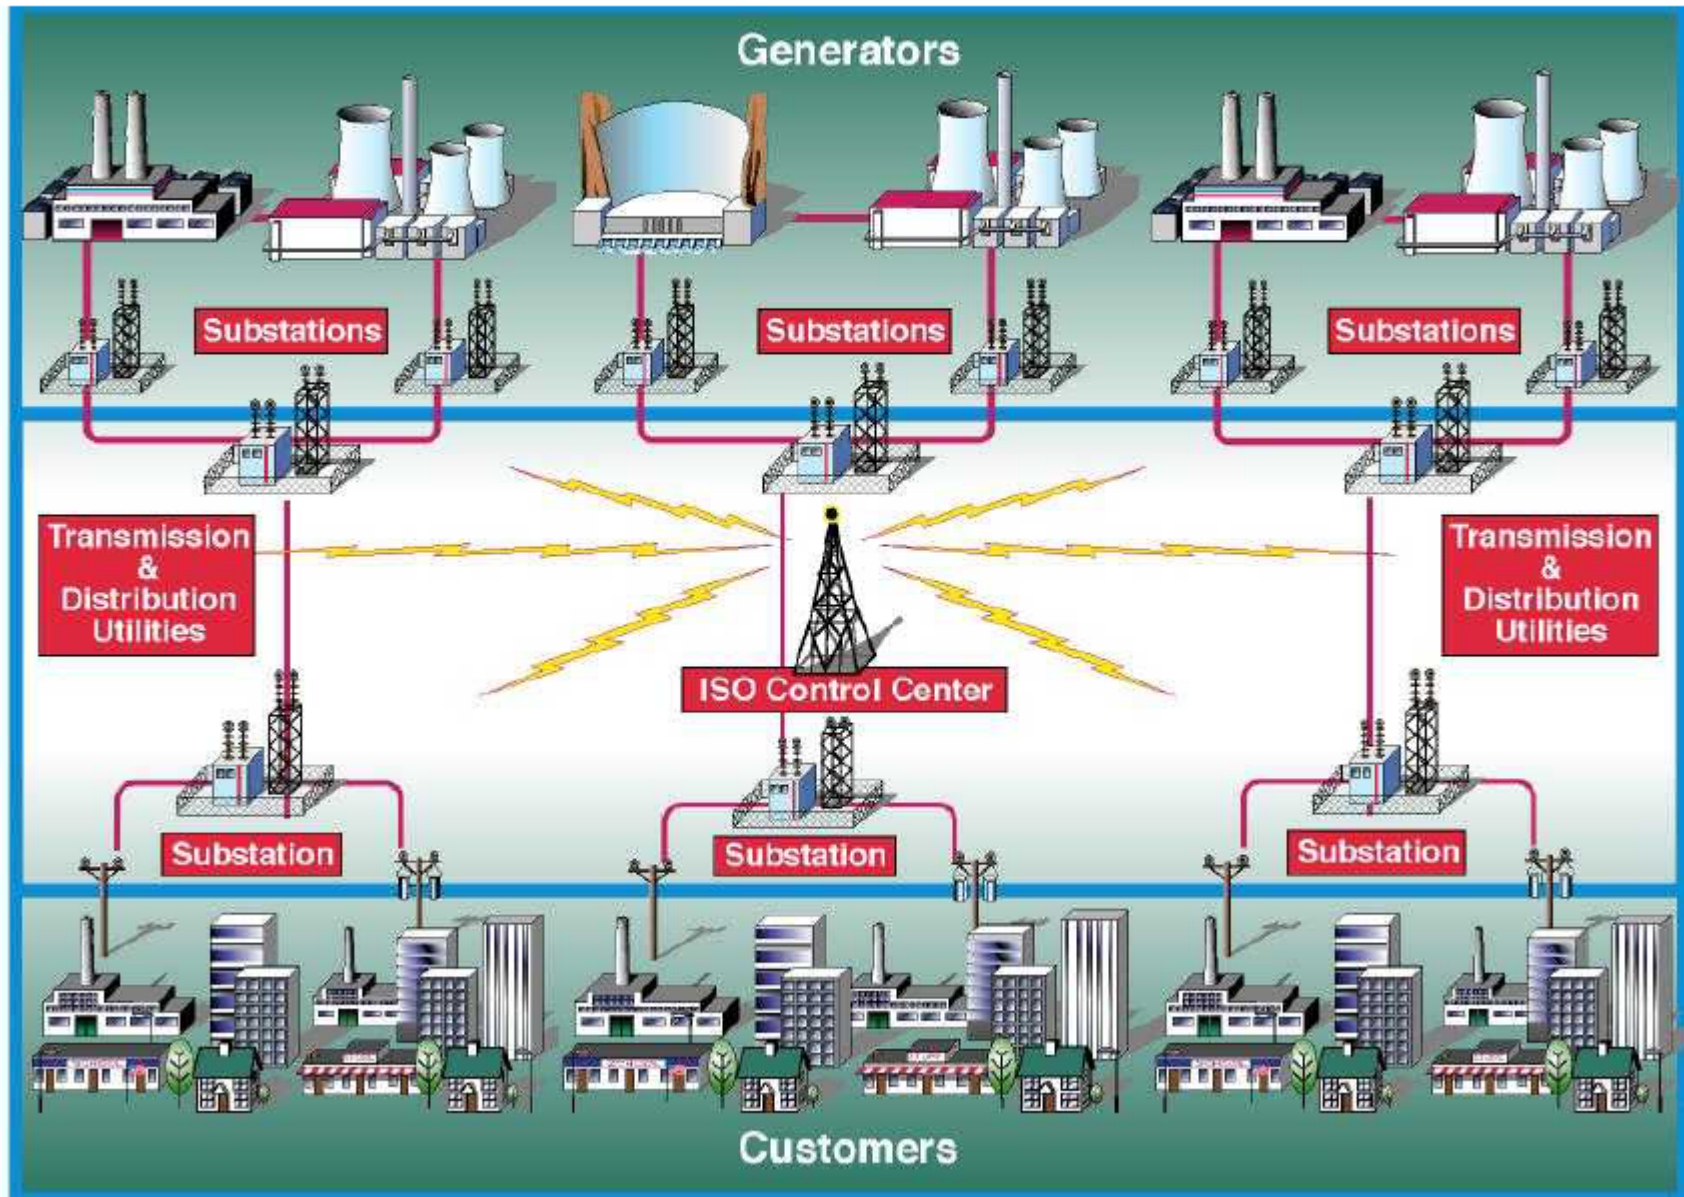 Generators
Substations
Substations
Substations
Transmission
&
Distribution
Utilities
Transmission
&
Distribution
Utilities
ISO Control Center
Substation
Substation
Substation
Customers